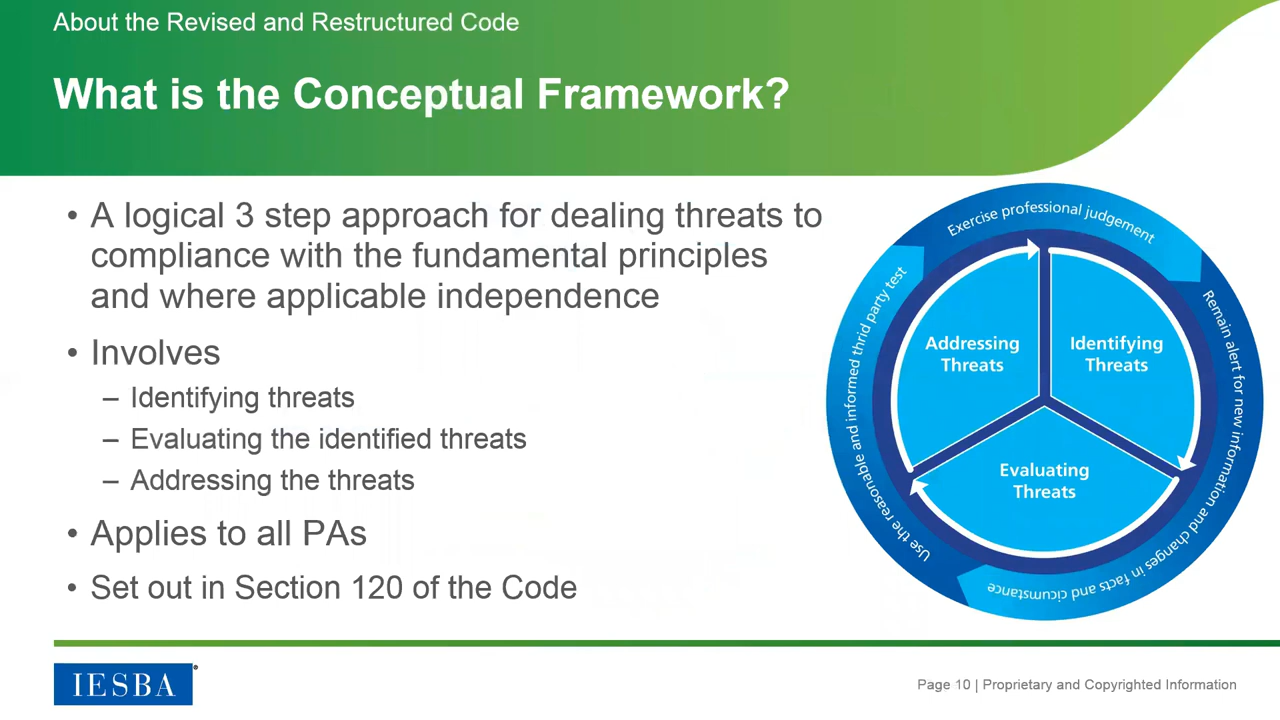 About the Revised and Restructured Code
What is the Conceptual Framework?
• A logical 3 step approach for dealing threats to
compliance with the fundamental principles
and where applicable independence
• Involves
– Identifying threats
– Evaluating the identified threats
– Addressing the threats
• Applies to all PAs
• Set out in Section 120 of the Code
Exercise professional judgement
Remain alert for new information and changes in facts and cicumstance
Use the reasonable and informed thrid party test
Addressing
Threats
Identifying
Threats
Evaluating
Threats
IESBA®
Page 10 | Proprietary and Copyrighted Information